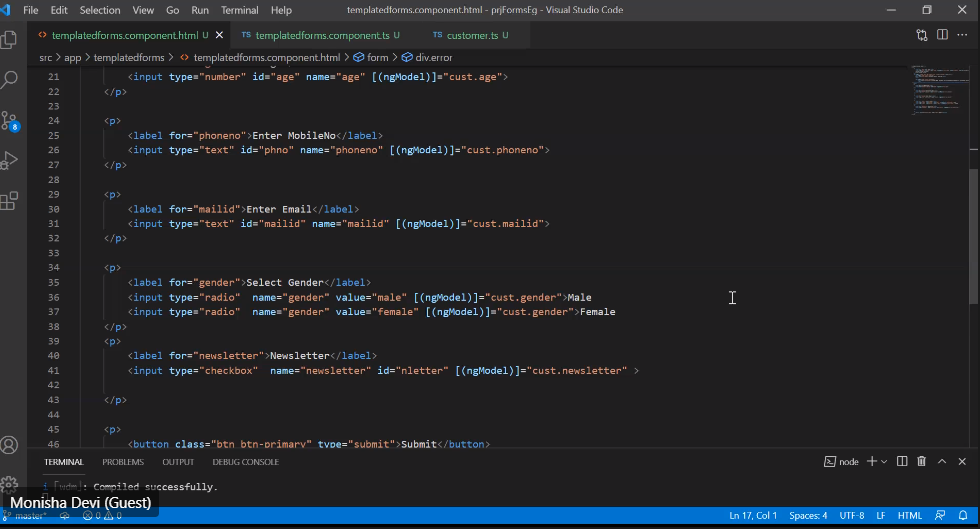 File Edit Selection View Go Run Terminal Help templatedforms.component.html - prjFormsEg - Visual Studio Code
<> templatedforms.component.html U × TS templatedforms.component.ts U TS customer.ts U
src > app > templatedforms > <> templatedforms.component.html > form > div.error
21 <input type="number" id="age" name="age" [(ngModel)]="cust.age">
22 </p>
23
24 <p>
25 <label for="phoneno">Enter MobileNo</label>
26 <input type="text" id="phno" name="phoneno" [(ngModel)]="cust.phoneno">
27 </p>
28
29 <p>
30 <label for="mailid">Enter Email</label>
31 <input type="text" id="mailid" name="mailid" [(ngModel)]="cust.mailid">
32 </p>
33
34 <p>
35 <label for="gender">Select Gender</label>
36 <input type="radio"  name="gender" value="male" [(ngModel)]="cust.gender">Male
37 <input type="radio"  name="gender" value="female" [(ngModel)]="cust.gender">Female
38 </p>
39 <p>
40 <label for="newsletter">Newsletter</label>
41 <input type="checkbox"  name="newsletter" id="nletter" [(ngModel)]="cust.newsletter" >
42
43 </p>
44
45 <p>
46 <button class="btn btn-primary" type="submit">Submit</button>
8
TERMINAL PROBLEMS OUTPUT DEBUG CONSOLE node
i ｢wdm｣: Compiled successfully.
Monisha Devi (Guest)
master* 0 0 Ln 17, Col 1 Spaces: 4 UTF-8 LF HTML